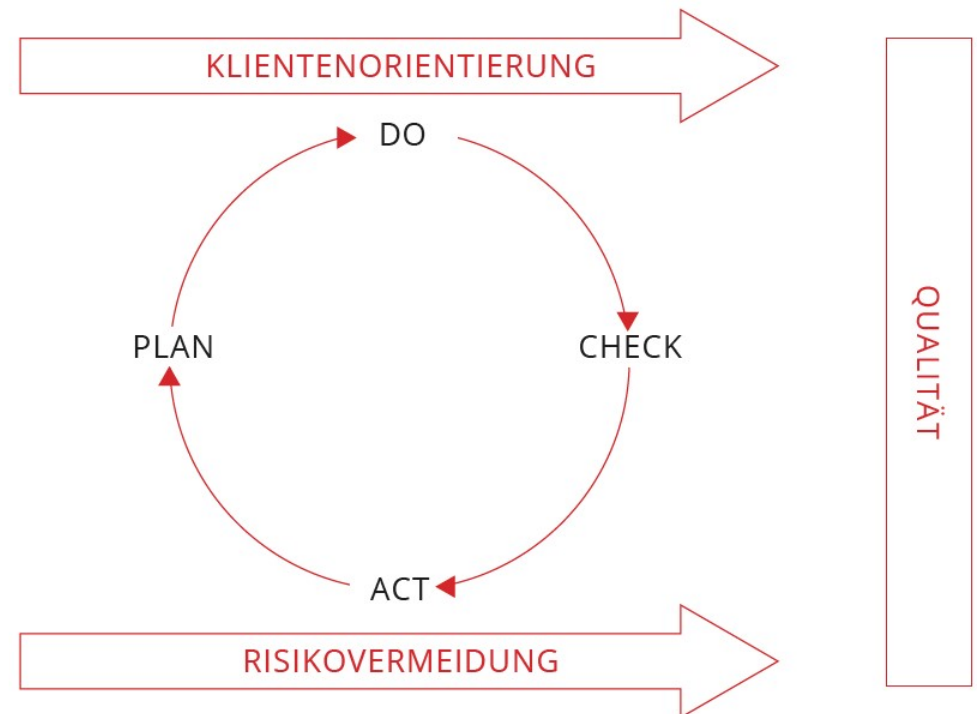 KLIENTENORIENTIERUNG
DO
PLAN
CHECK
QUALITÄT
ACT
RISIKOVERMEIDUNG